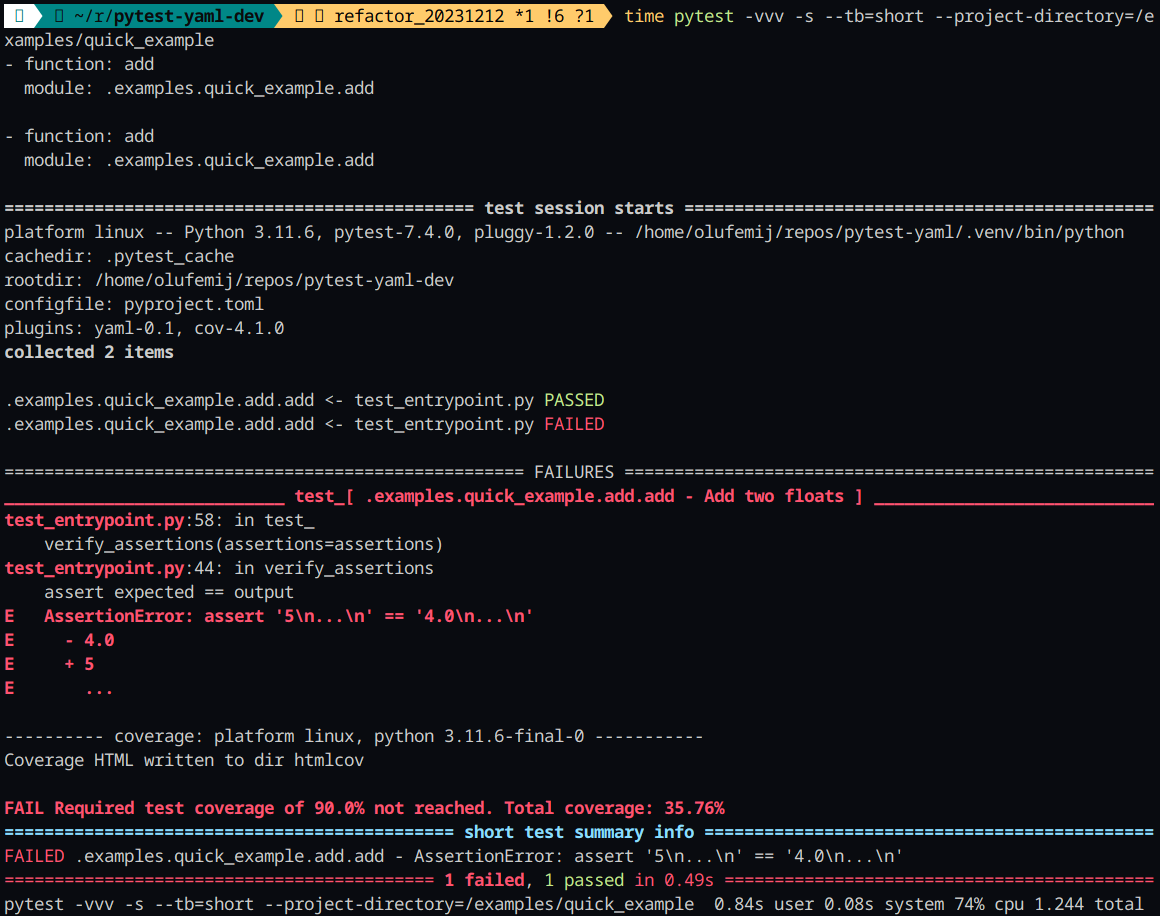 ~/r/pytest-yaml-dev refactor_20231212 *1 !6 ?1 time pytest -vvv -s --tb=short --project-directory=/e
xamples/quick_example
- function: add
  module: .examples.quick_example.add

- function: add
  module: .examples.quick_example.add

=============================================== test session starts ===============================================
platform linux -- Python 3.11.6, pytest-7.4.0, pluggy-1.2.0 -- /home/olufemij/repos/pytest-yaml/.venv/bin/python
cachedir: .pytest_cache
rootdir: /home/olufemij/repos/pytest-yaml-dev
configfile: pyproject.toml
plugins: yaml-0.1, cov-4.1.0
collected 2 items

.examples.quick_example.add.add <- test_entrypoint.py PASSED
.examples.quick_example.add.add <- test_entrypoint.py FAILED

==================================================== FAILURES =====================================================
____________________________ test_[ .examples.quick_example.add.add - Add two floats ] ____________________________
test_entrypoint.py:58: in test_
    verify_assertions(assertions=assertions)
test_entrypoint.py:44: in verify_assertions
    assert expected == output
E   AssertionError: assert '5\n...\n' == '4.0\n...\n'
E     - 4.0
E     + 5
E       ...

---------- coverage: platform linux, python 3.11.6-final-0 -----------
Coverage HTML written to dir htmlcov

FAIL Required test coverage of 90.0% not reached. Total coverage: 35.76%
============================================= short test summary info =============================================
FAILED .examples.quick_example.add.add - AssertionError: assert '5\n...\n' == '4.0\n...\n'
=========================================== 1 failed, 1 passed in 0.49s ===========================================
pytest -vvv -s --tb=short --project-directory=/examples/quick_example  0.84s user 0.08s system 74% cpu 1.244 total